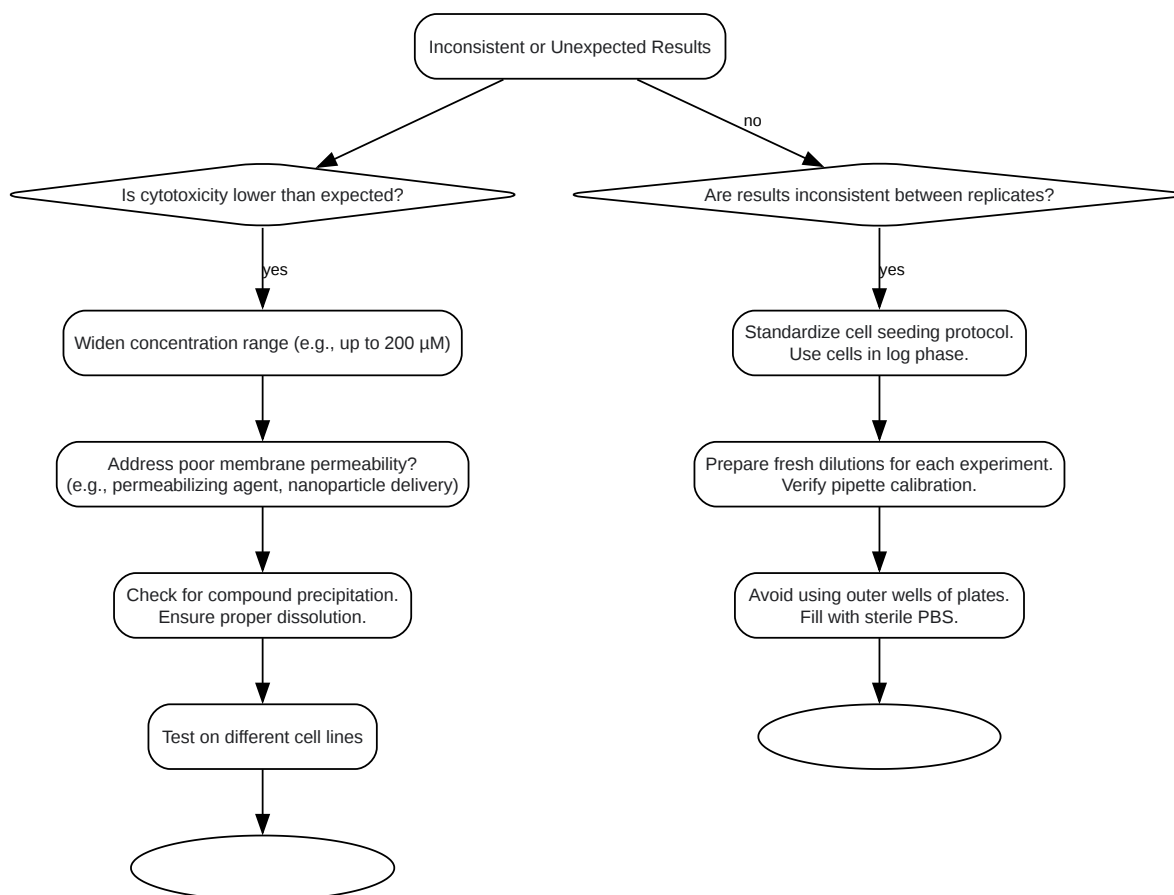 Inconsistent or Unexpected Results
no
Is cytotoxicity lower than expected?
Are results inconsistent between replicates?
yes
yes
Widen concentration range (e.g., up to 200 µM)
Standardize cell seeding protocol.
Use cells in log phase.
Address poor membrane permeability?
(e.g., permeabilizing agent, nanoparticle delivery)
Prepare fresh dilutions for each experiment.
Verify pipette calibration.
Check for compound precipitation.
Ensure proper dissolution.
Avoid using outer wells of plates.
Fill with sterile PBS.
Test on different cell lines